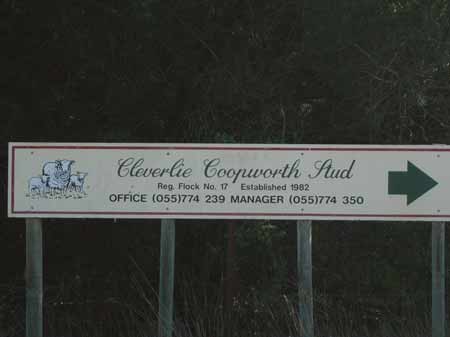 Cleverlie Coopworth Stud
Reg. Flock No. 17 Established 1982
OFFICE (055)774 239 MANAGER (055)774 350